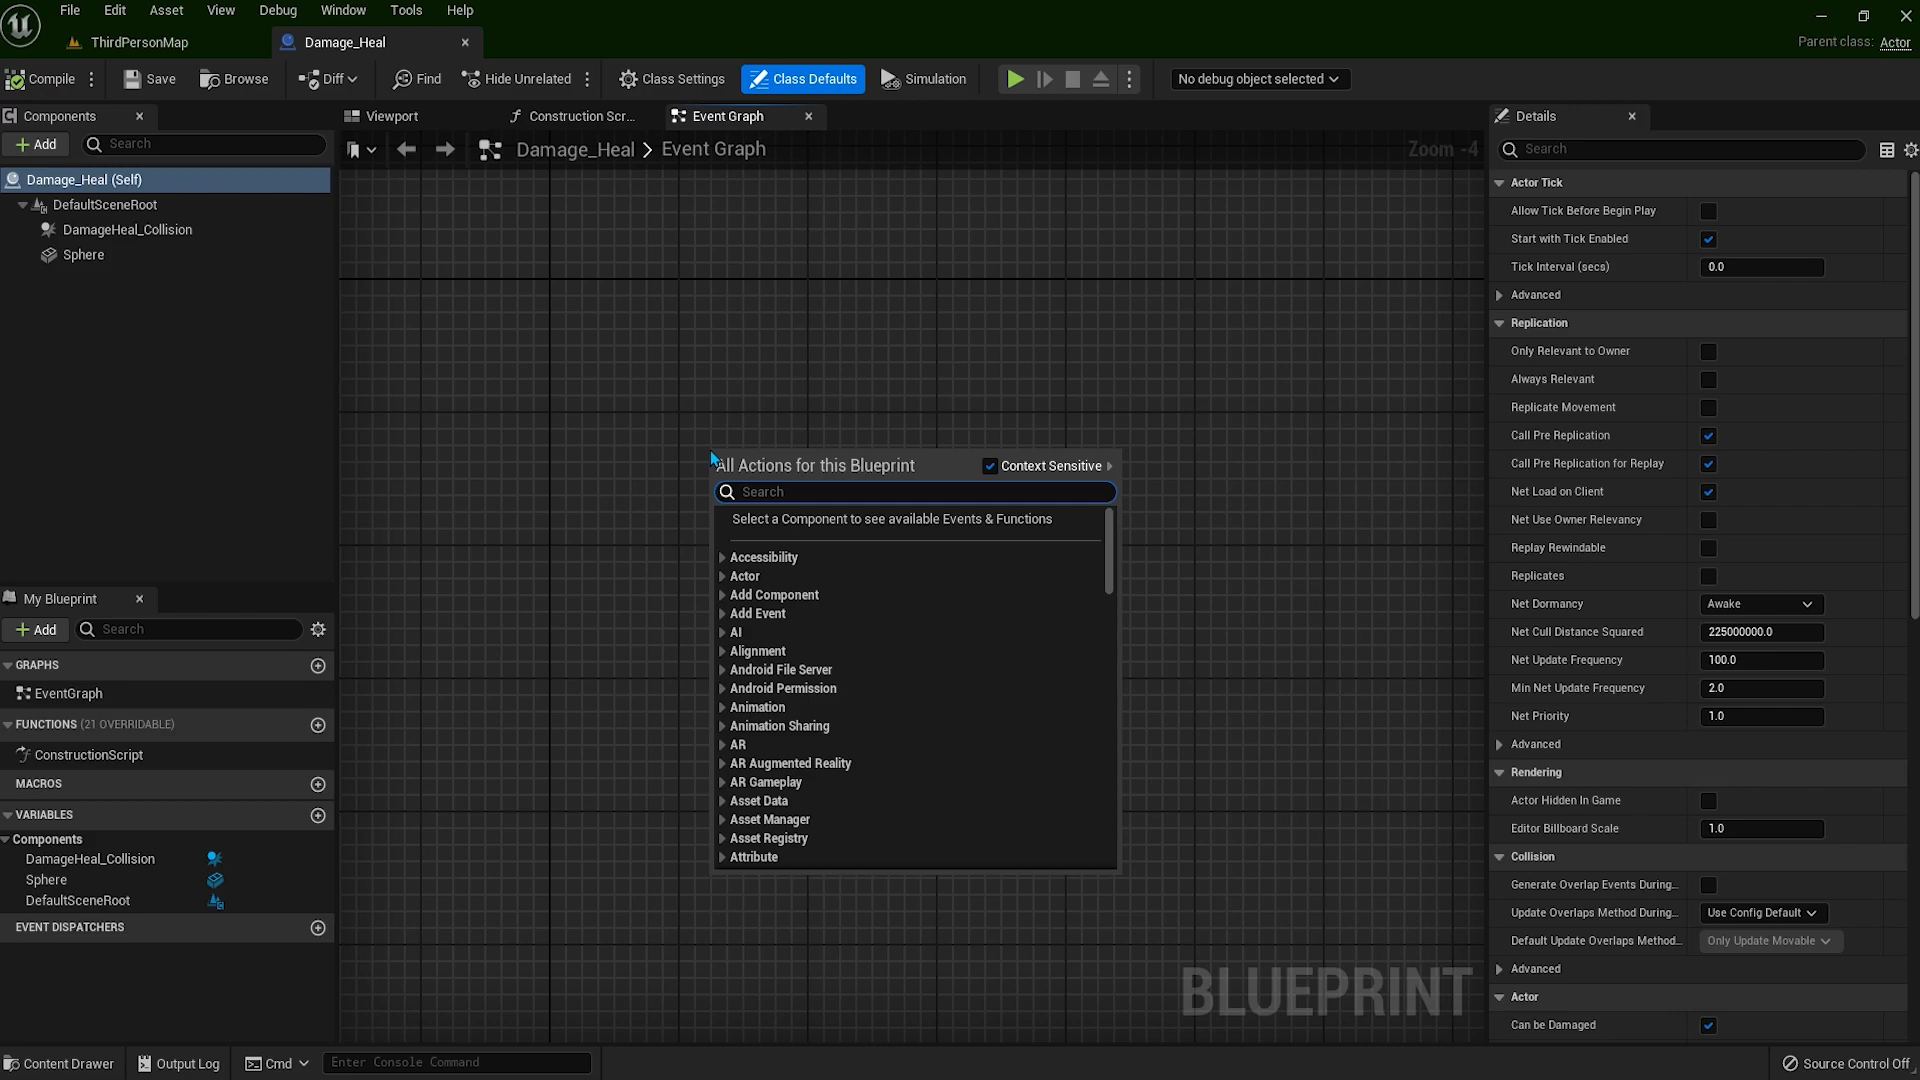 File Edit Asset View Debug Window Tools Help
ThirdPersonMap
Damage_Heal
Parent class: Actor
Compile Save Browse Diff Find Hide Unrelated Class Settings Class Defaults Simulation No debug object selected
Components
Add Search
Damage_Heal (Self)
DefaultSceneRoot
DamageHeal_Collision
Sphere
My Blueprint
Add Search
GRAPHS
EventGraph
FUNCTIONS (21 OVERRIDABLE)
ConstructionScript
MACROS
VARIABLES
Components
DamageHeal_Collision
Sphere
DefaultSceneRoot
EVENT DISPATCHERS
Viewport Construction Scr... Event Graph
Damage_Heal > Event Graph Zoom -4
All Actions for this Blueprint Context Sensitive
Search
Select a Component to see available Events & Functions
Accessibility
Actor
Add Component
Add Event
AI
Alignment
Android File Server
Android Permission
Animation
Animation Sharing
AR
AR Augmented Reality
AR Gameplay
Asset Data
Asset Manager
Asset Registry
Attribute
BLUEPRINT
Details
Search
Actor Tick
Allow Tick Before Begin Play
Start with Tick Enabled
Tick Interval (secs) 0.0
Advanced
Replication
Only Relevant to Owner
Always Relevant
Replicate Movement
Call Pre Replication
Call Pre Replication for Replay
Net Load on Client
Net Use Owner Relevancy
Replay Rewindable
Replicates
Net Dormancy Awake
Net Cull Distance Squared 225000000.0
Net Update Frequency 100.0
Min Net Update Frequency 2.0
Net Priority 1.0
Advanced
Rendering
Actor Hidden In Game
Editor Billboard Scale 1.0
Collision
Generate Overlap Events During...
Update Overlaps Method During... Use Config Default
Default Update Overlaps Method... Only Update Movable
Advanced
Actor
Can be Damaged
Content Drawer Output Log Cmd Enter Console Command Source Control Off